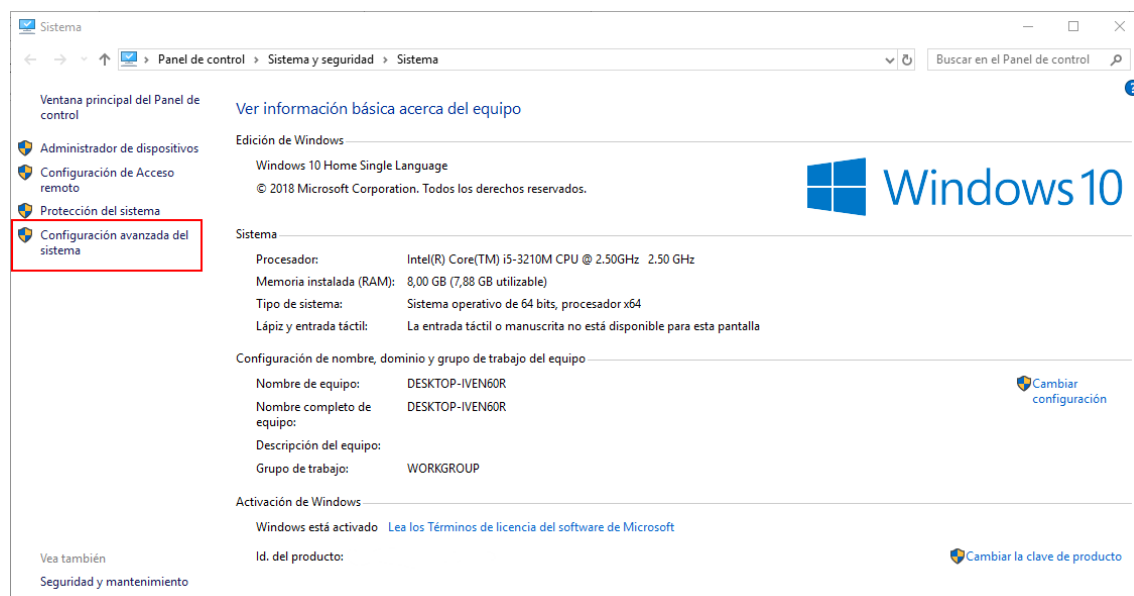 Sistema
Panel de control > Sistema y seguridad > Sistema
Buscar en el Panel de control
Ventana principal del Panel de
control
Administrador de dispositivos
Configuración de Acceso
remoto
Protección del sistema
Configuración avanzada del
sistema
Ver información básica acerca del equipo
Edición de Windows
Windows 10 Home Single Language
© 2018 Microsoft Corporation. Todos los derechos reservados.
Windows 10
Sistema
Procesador: Intel(R) Core(TM) i5-3210M CPU @ 2.50GHz 2.50 GHz
Memoria instalada (RAM): 8,00 GB (7,88 GB utilizable)
Tipo de sistema: Sistema operativo de 64 bits, procesador x64
Lápiz y entrada táctil: La entrada táctil o manuscrita no está disponible para esta pantalla
Configuración de nombre, dominio y grupo de trabajo del equipo
Nombre de equipo: DESKTOP-IVEN60R
Cambiar
configuración
Nombre completo de
equipo: DESKTOP-IVEN60R
Descripción del equipo:
Grupo de trabajo: WORKGROUP
Activación de Windows
Windows está activado Lea los Términos de licencia del software de Microsoft
Id. del producto:
Cambiar la clave de producto
Vea también
Seguridad y mantenimiento